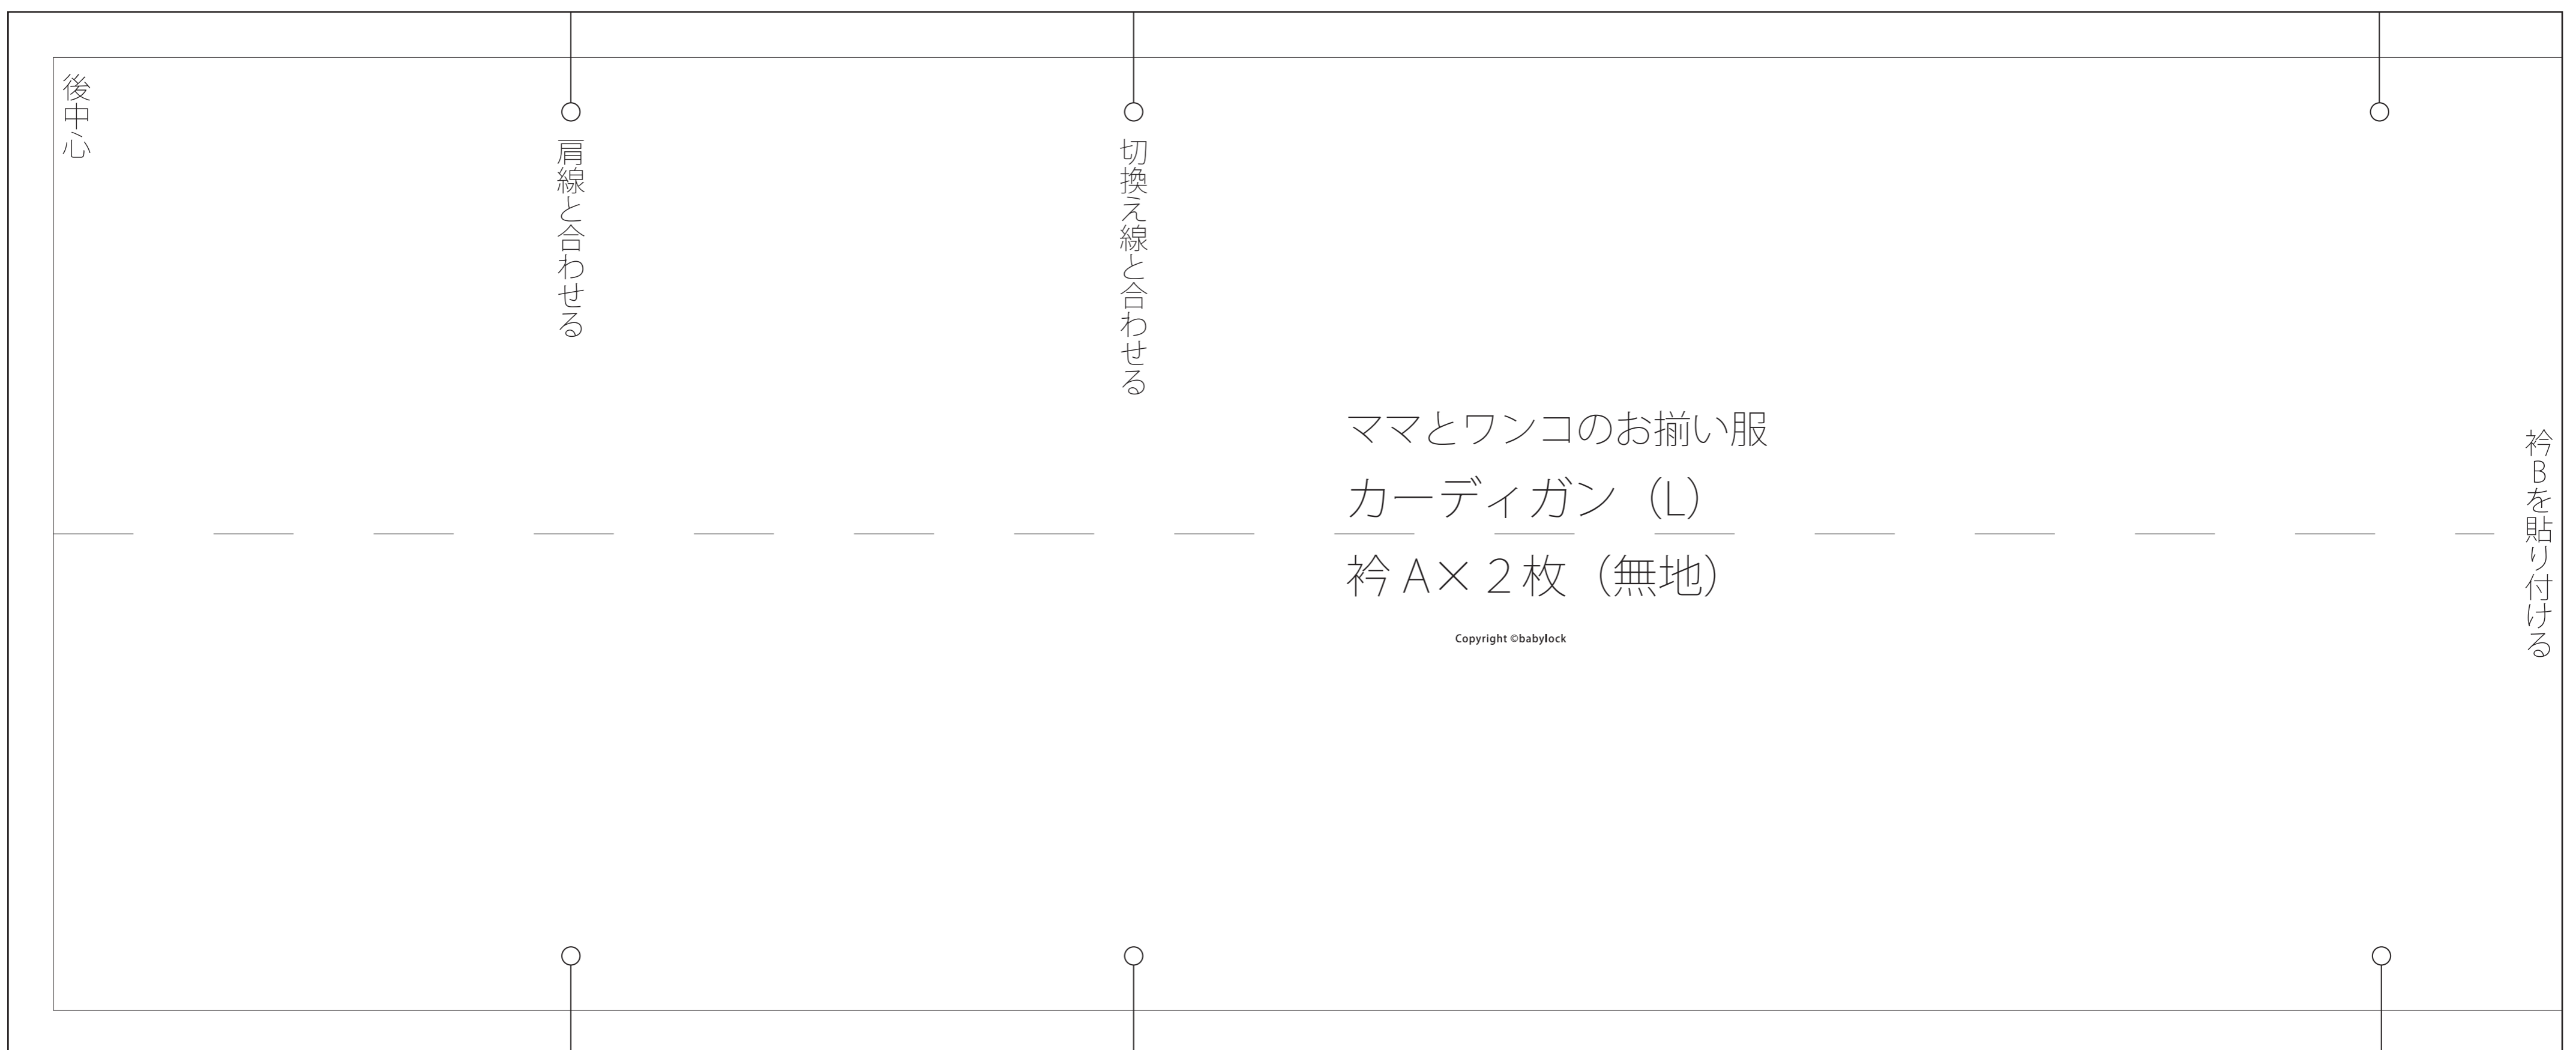 後中心
肩線と合わせる
切換え線と合わせる
ママとワンコのお揃い服
カーディガン（L）
衿 A× 2 枚（無地）
Copyright ©babylock
衿Bを貼り付ける